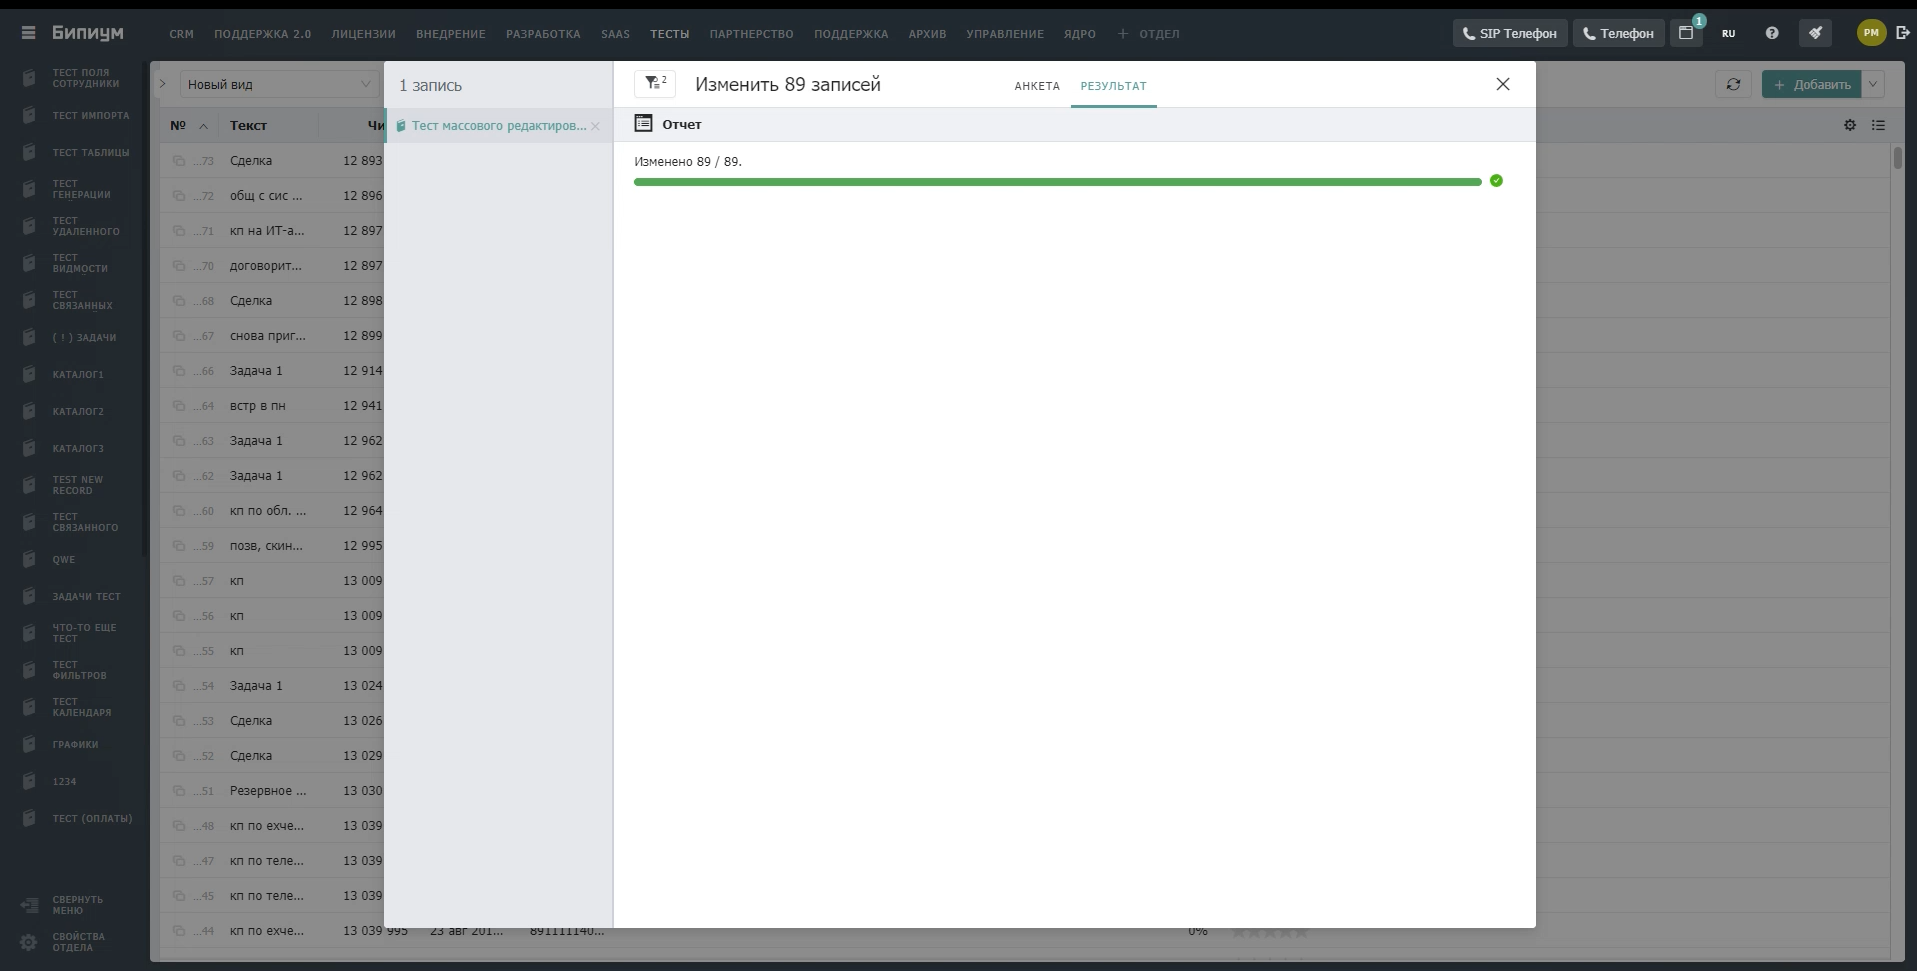 Бипиум
CRM
ПОДДЕРЖКА 2.0
ЛИЦЕНЗИИ
ВНЕДРЕНИЕ
РАЗРАБОТКА
SAAS
ТЕСТЫ
ПАРТНЕРСТВО
ПОДДЕРЖКА
АРХИВ
УПРАВЛЕНИЕ
ЯДРО
+ ОТДЕЛ
SIP Телефон
Телефон
1
RU
PM
ТЕСТ ПОЛЯ
СОТРУДНИКИ
ТЕСТ ИМПОРТА
ТЕСТ ТАБЛИЦЫ
ТЕСТ
ГЕНЕРАЦИИ
ТЕСТ
УДАЛЕННОГО
ТЕСТ
ВИДМОСТИ
ТЕСТ
СВЯЗАННЫХ
( ! ) ЗАДАЧИ
КАТАЛОГ1
КАТАЛОГ2
КАТАЛОГ3
TEST NEW
RECORD
ТЕСТ
СВЯЗАННОГО
QWE
ЗАДАЧИ ТЕСТ
ЧТО-ТО ЕЩЕ
ТЕСТ
ТЕСТ
ФИЛЬТРОВ
ТЕСТ
КАЛЕНДАРЯ
ГРАФИКИ
1234
ТЕСТ (ОПЛАТЫ)
СВЕРНУТЬ
МЕНЮ
СВОЙСТВА
ОТДЕЛА
Новый вид
+ Добавить
№ Текст Чи
...73 Сделка 12 893
...72 общ с сис ... 12 896
...71 кп на ИТ-а... 12 897
...70 договорит... 12 897
...68 Сделка 12 898
...67 снова приг... 12 899
...66 Задача 1 12 914
...64 встр в пн 12 941
...63 Задача 1 12 962
...62 Задача 1 12 962
...60 кп по обл. ... 12 964
...59 позв, скин... 12 995
...57 кп 13 009
...56 кп 13 009
...55 кп 13 009
...54 Задача 1 13 024
...53 Сделка 13 026
...52 Сделка 13 029
...51 Резервное ... 13 030
...48 кп по ехче... 13 039
...47 кп по теле... 13 039
...45 кп по теле... 13 039
...44 кп по ехче... 13 039 995 23 авг 201... 891111140... 0%
1 запись
Тест массового редактиров...
2
Изменить 89 записей
АНКЕТА
РЕЗУЛЬТАТ
Отчет
Изменено 89 / 89.